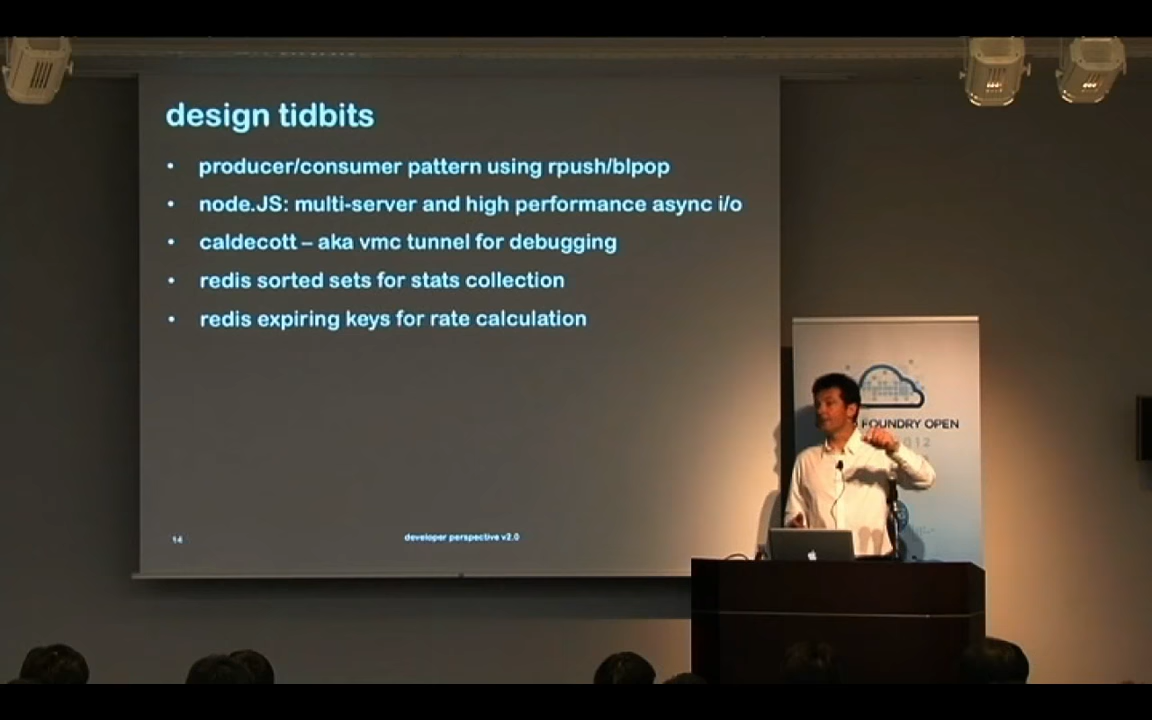 design tidbits
• producer/consumer pattern using rpush/blpop
• node.JS: multi-server and high performance async i/o
• caldecott – aka vmc tunnel for debugging
• redis sorted sets for stats collection
• redis expiring keys for rate calculation
14
developer perspective v2.0
FOUNDRY OPEN